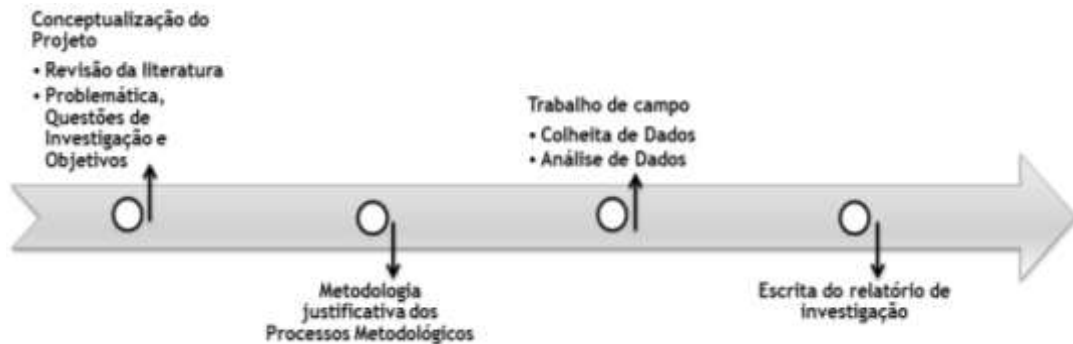 Conceptualização do
Projeto
• Revisão da literatura
• Problemática,
Questões de
Investigação e
Objetivos
Metodologia
justificativa dos
Processos Metodológicos
Trabalho de campo
• Colheita de Dados
• Análise de Dados
Escrita do relatório de
investigação